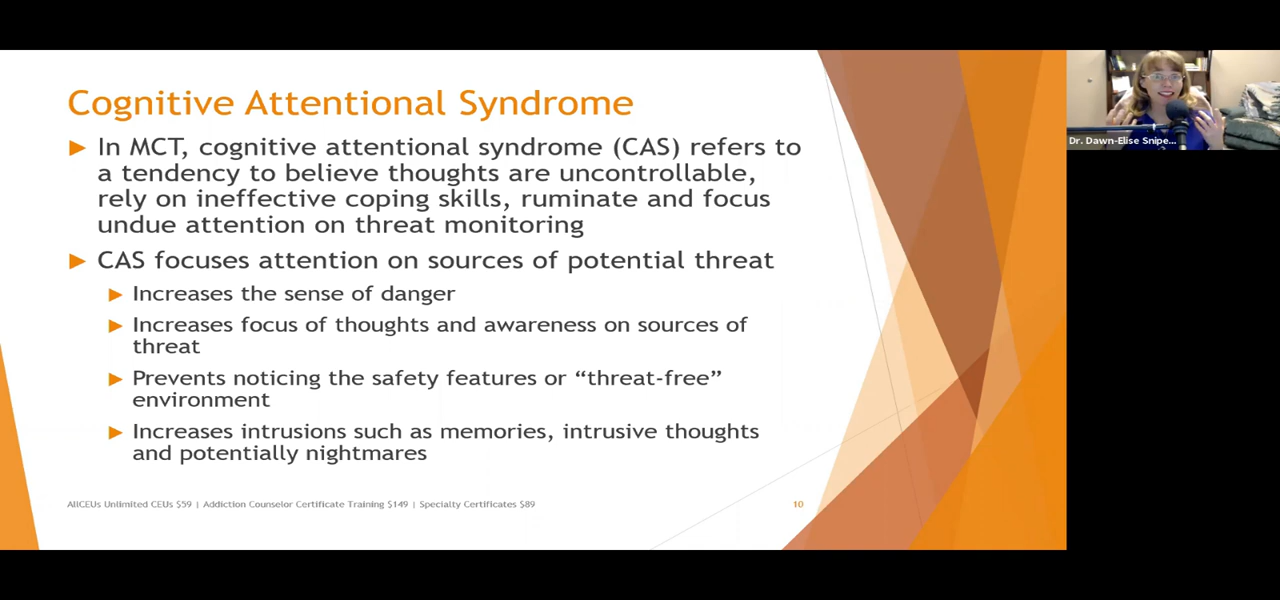 Cognitive Attentional Syndrome
In MCT, cognitive attentional syndrome (CAS) refers to
a tendency to believe thoughts are uncontrollable,
rely on ineffective coping skills, ruminate and focus
undue attention on threat monitoring
CAS focuses attention on sources of potential threat
Increases the sense of danger
Increases focus of thoughts and awareness on sources of
threat
Prevents noticing the safety features or “threat-free”
environment
Increases intrusions such as memories, intrusive thoughts
and potentially nightmares
AllCEUs Unlimited CEUs $59 | Addiction Counselor Certificate Training $149 | Specialty Certificates $89
10
Dr. Dawn-Elise Snipe...